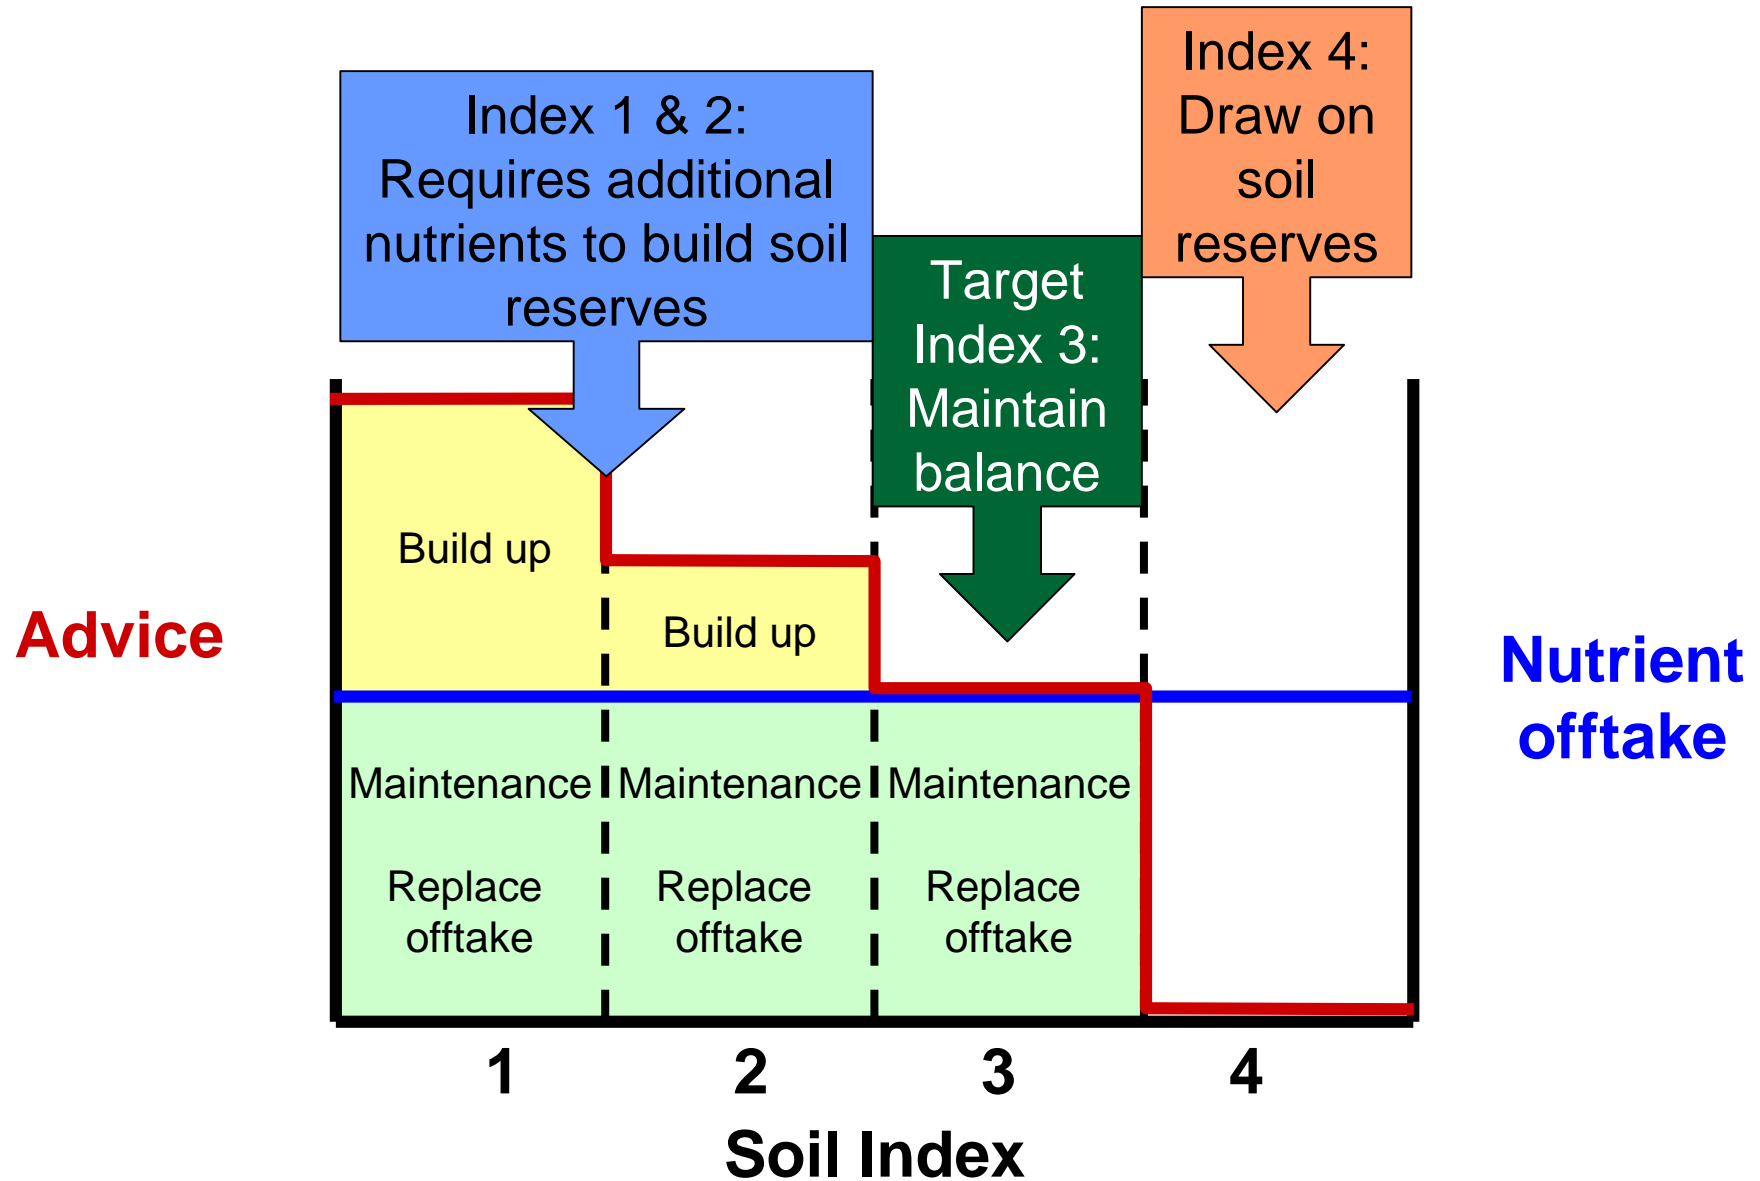 Index 1 & 2:
Requires additional
nutrients to build soil
reserves
Target
Index 3:
Maintain
balance
Index 4:
Draw on
soil
reserves
Advice
Build up
Build up
Nutrient
offtake
Maintenance
Replace
offtake
Maintenance
Replace
offtake
Maintenance
Replace
offtake
1 2 3 4
Soil Index